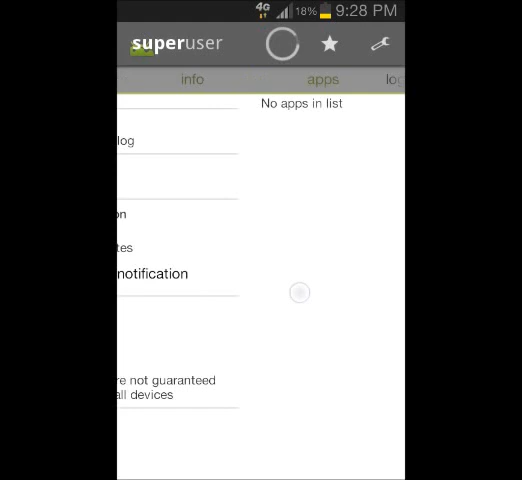 4G 18% 9:28 PM
superuser
info apps log
No apps in list
log
on
tes
notification
re not guaranteed
all devices